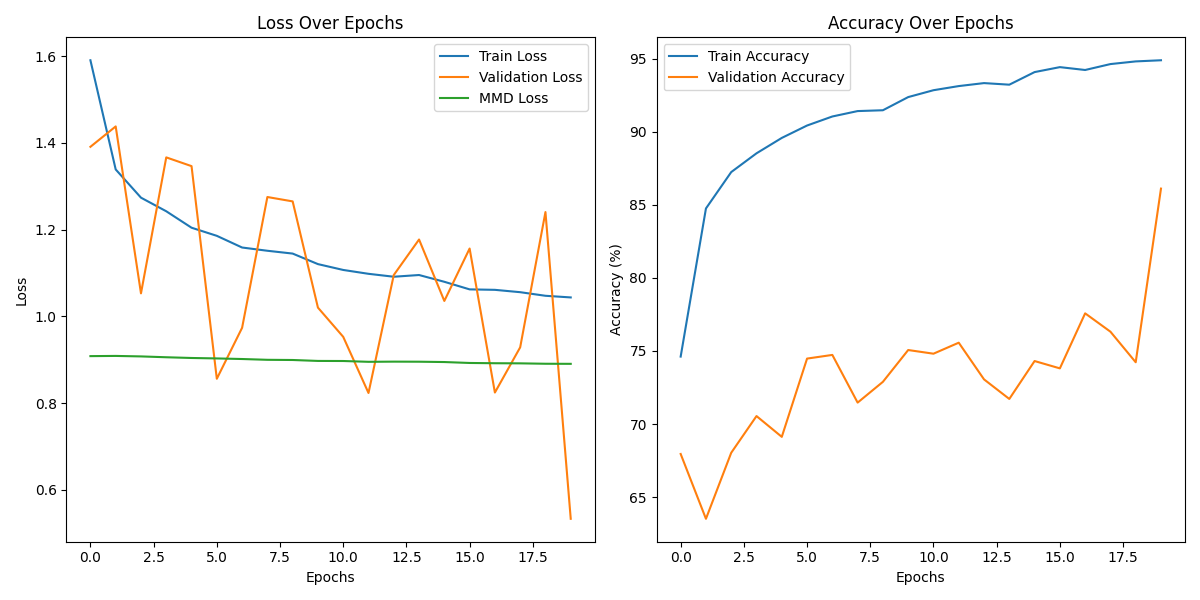 Loss Over Epochs
Train Loss
Validation Loss
MMD Loss
Loss
1.6
1.4
1.2
1.0
0.8
0.6
0.0 2.5 5.0 7.5 10.0 12.5 15.0 17.5
Epochs
Accuracy Over Epochs
Train Accuracy
Validation Accuracy
Accuracy (%)
95
90
85
80
75
70
65
0.0 2.5 5.0 7.5 10.0 12.5 15.0 17.5
Epochs